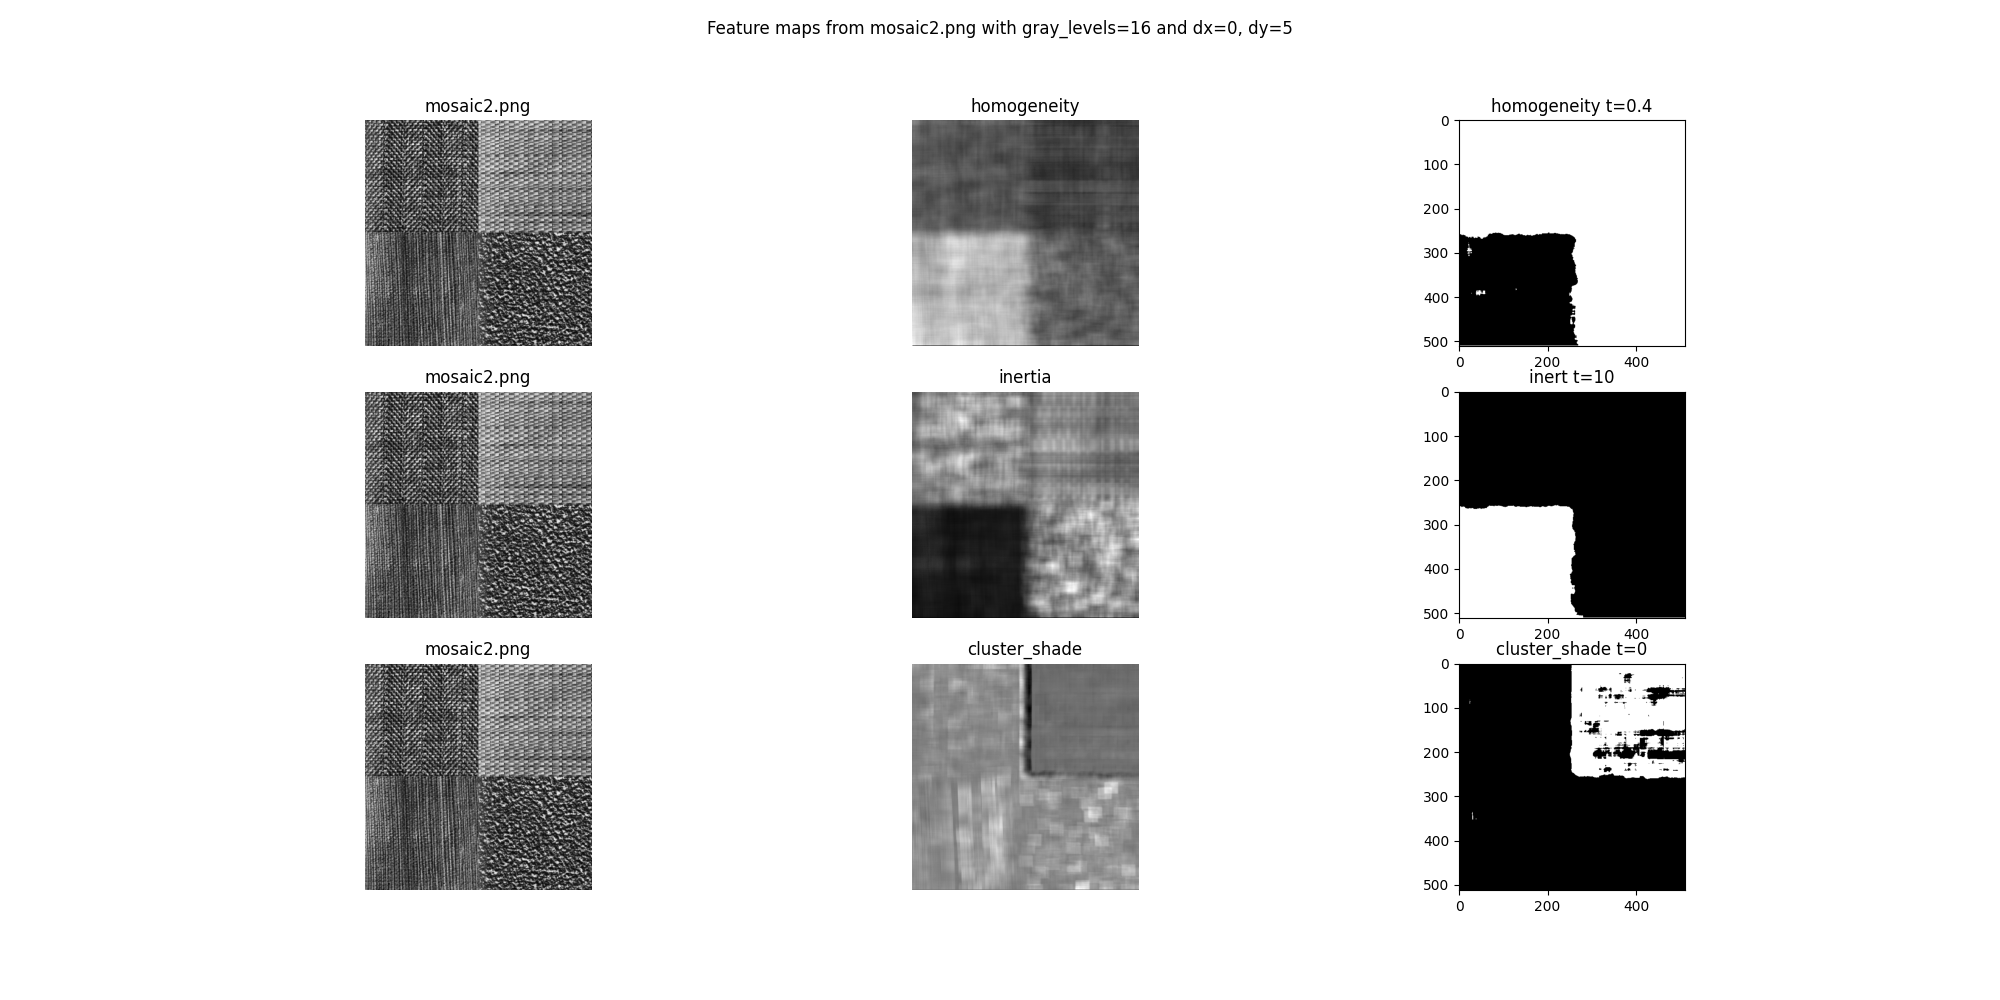 Feature maps from mosaic2.png with gray_levels=16 and dx=0, dy=5
mosaic2.png
homogeneity
homogeneity t=0.4
0
100
200
300
400
500
0 200 400
mosaic2.png
inertia
inert t=10
0
100
200
300
400
500
0 200 400
mosaic2.png
cluster_shade
cluster_shade t=0
0
100
200
300
400
500
0 200 400